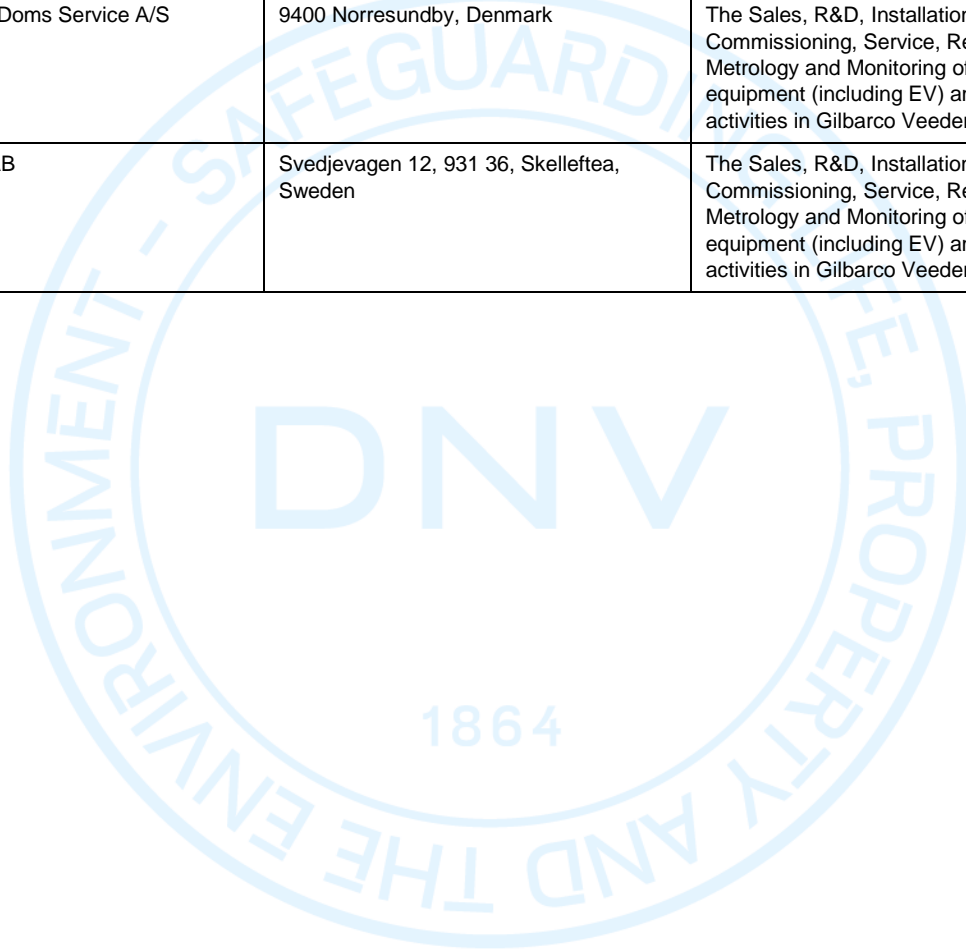 Doms Service A/S
9400 Norresundby, Denmark
The Sales, R&D, Installation
Commissioning, Service, Re
Metrology and Monitoring of
equipment (including EV) an
activities in Gilbarco Veeder
B
Svedjevagen 12, 931 36, Skelleftea,
Sweden
The Sales, R&D, Installation
Commissioning, Service, Re
Metrology and Monitoring of
equipment (including EV) an
activities in Gilbarco Veeder
SAFEGUARDING LIFE, PROPERTY AND THE ENVIRONMENT -
DNV
1864